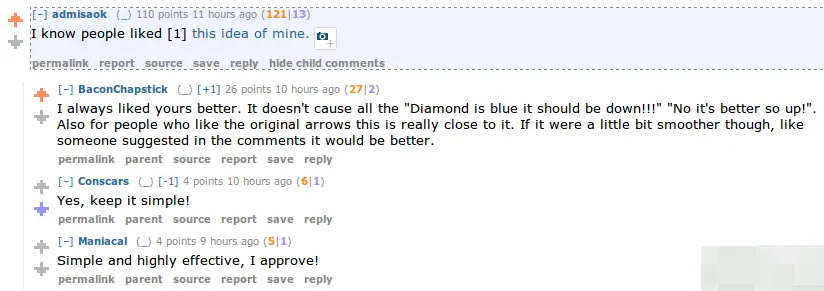 [–] admisaok (_) 110 points 11 hours ago (121|13)
I know people liked [1] this idea of mine.
permalink report source save reply hide child comments
[–] BaconChapstick (_) [+1] 26 points 10 hours ago (27|2)
I always liked yours better. It doesn't cause all the "Diamond is blue it should be down!!!" "No it's better so up!".
Also for people who like the original arrows this is really close to it. If it were a little bit smoother though, like
someone suggested in the comments it would be better.
permalink parent source report save reply
[–] Conscars (_) [-1] 4 points 10 hours ago (6|1)
Yes, keep it simple!
permalink parent source report save reply
[–] Maniacal (_) 4 points 9 hours ago (5|1)
Simple and highly effective, I approve!
permalink parent source report save reply